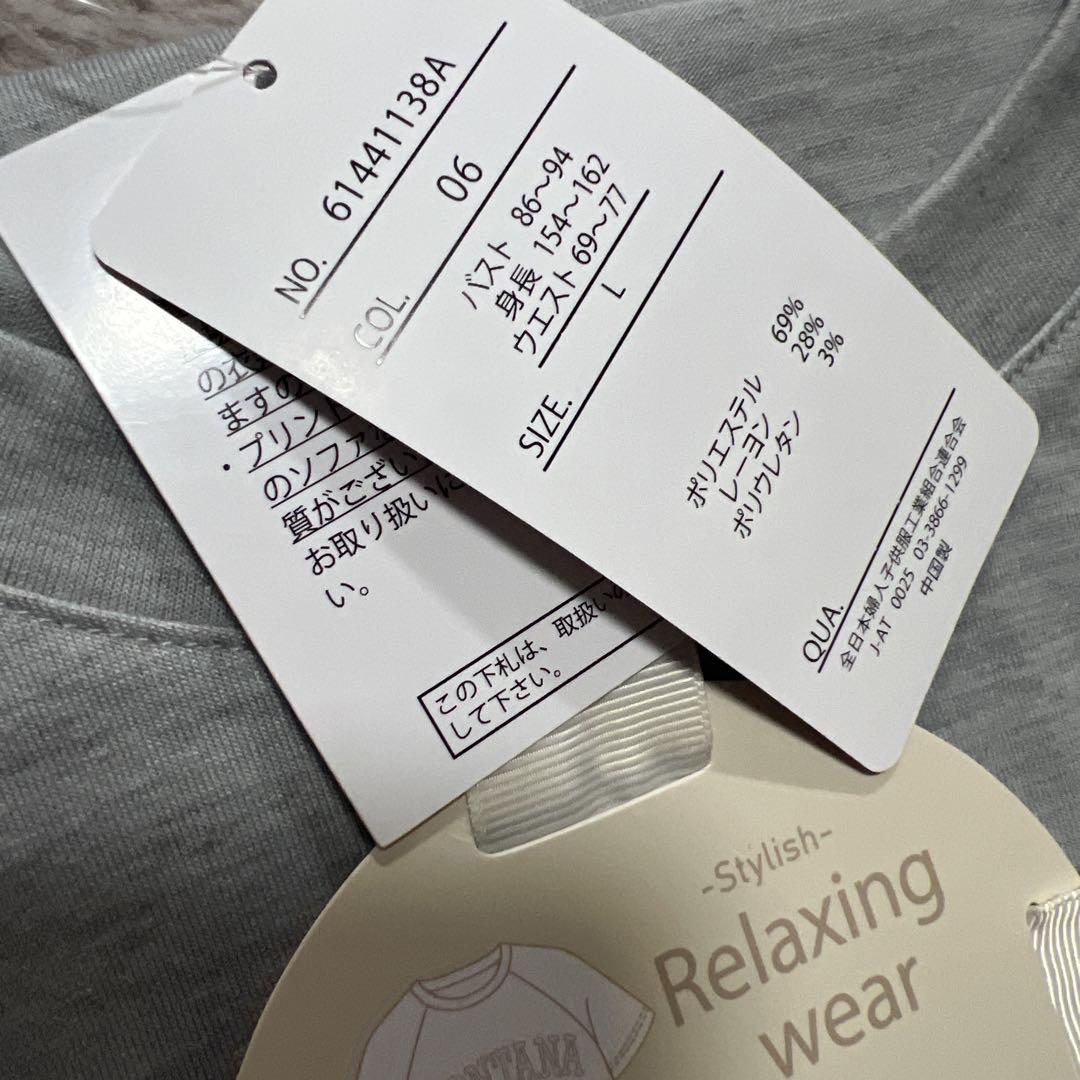 NO. 61441138A
COL. 06
バスト 86〜94
身長 154〜162
ウエスト 69〜77
SIZE. L
ポリエステル 69%
レーヨン 28%
ポリウレタン 3%
QUA.
全日本婦人子供服工業組合連合会
J-AT 0025 03-3866-1299
中国製
ますの
・プリント
のソファ
質がござい
お取り扱いに
い。
この下札は、取扱い
して下さい。
-Stylish-
Relaxing
wear